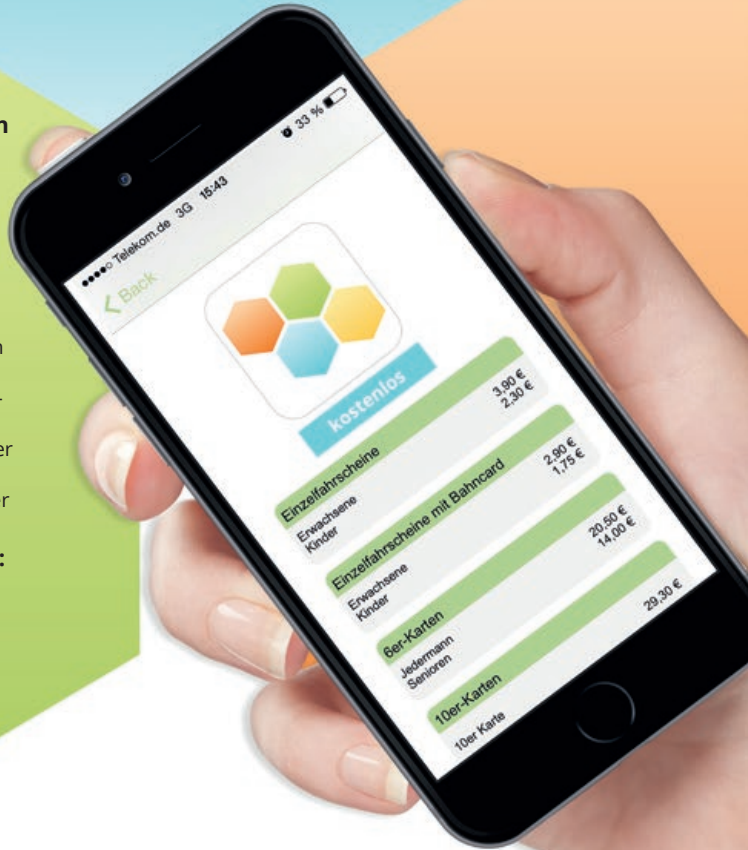 n
n
-
er
er
:
Telekom.de 3G 15:43 33 %
Back
kostenlos
Einzelfahrscheine
Erwachsene 3,90 €
Kinder 2,30 €
Einzelfahrscheine mit Bahncard
Erwachsene 2,90 €
Kinder 1,75 €
6er-Karten
Jedermann 20,50 €
Senioren 14,00 €
10er-Karten
10er Karte 29,30 €